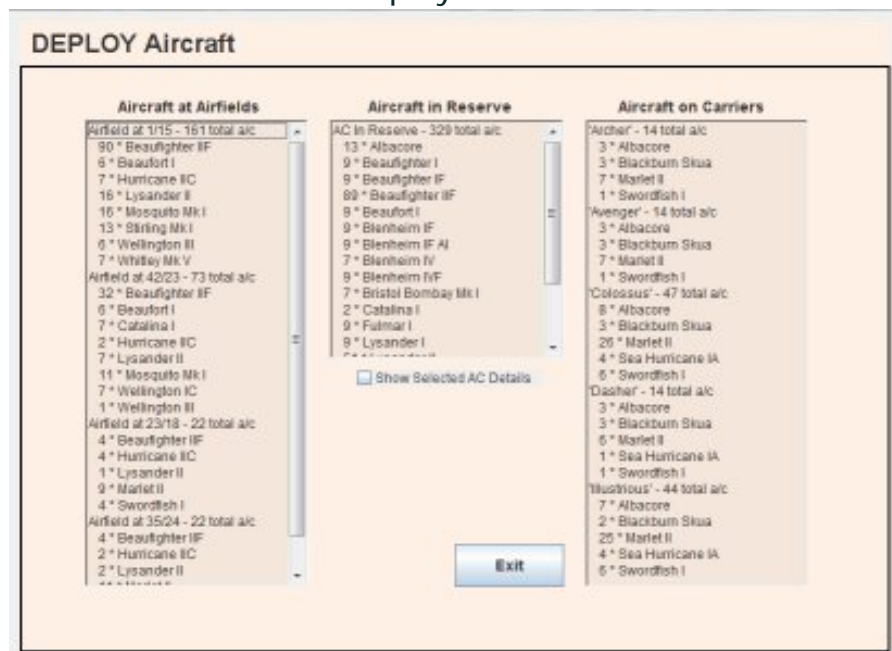 DEPLOY Aircraft
Aircraft at Airfields
Airfield at 1/15 - 161 total a/c
90 * Beaufighter IIF
6 * Beaufort I
7 * Hurricane IIC
16 * Lysander II
16 * Mosquito Mk I
13 * Stirling Mk I
6 * Wellington III
7 * Whitley Mk V
Airfield at 42/23 - 73 total a/c
32 * Beaufighter IIF
6 * Beaufort I
7 * Catalina I
2 * Hurricane IIC
7 * Lysander II
11 * Mosquito Mk I
7 * Wellington IC
1 * Wellington III
Airfield at 23/18 - 22 total a/c
4 * Beaufighter IIF
4 * Hurricane IIC
1 * Lysander II
9 * Marlet II
4 * Swordfish I
Airfield at 35/24 - 22 total a/c
4 * Beaufighter IIF
2 * Hurricane IIC
2 * Lysander II
Aircraft in Reserve
AC In Reserve - 329 total a/c
13 * Albacore
9 * Beaufighter I
9 * Beaufighter IF
89 * Beaufighter IIF
9 * Beaufort I
9 * Blenheim IF
9 * Blenheim IF AI
7 * Blenheim IV
9 * Blenheim IVF
7 * Bristol Bombay Mk I
2 * Catalina I
9 * Fulmar I
9 * Lysander I
Show Selected AC Details
Exit
Aircraft on Carriers
'Archer' - 14 total a/c
3 * Albacore
3 * Blackburn Skua
7 * Marlet II
1 * Swordfish I
'Avenger' - 14 total a/c
3 * Albacore
3 * Blackburn Skua
7 * Marlet II
1 * Swordfish I
'Colossus' - 47 total a/c
8 * Albacore
3 * Blackburn Skua
26 * Marlet II
4 * Sea Hurricane IA
6 * Swordfish I
'Dasher' - 14 total a/c
3 * Albacore
3 * Blackburn Skua
6 * Marlet II
1 * Sea Hurricane IA
1 * Swordfish I
'Illustrious' - 44 total a/c
7 * Albacore
2 * Blackburn Skua
25 * Marlet II
4 * Sea Hurricane IA
6 * Swordfish I